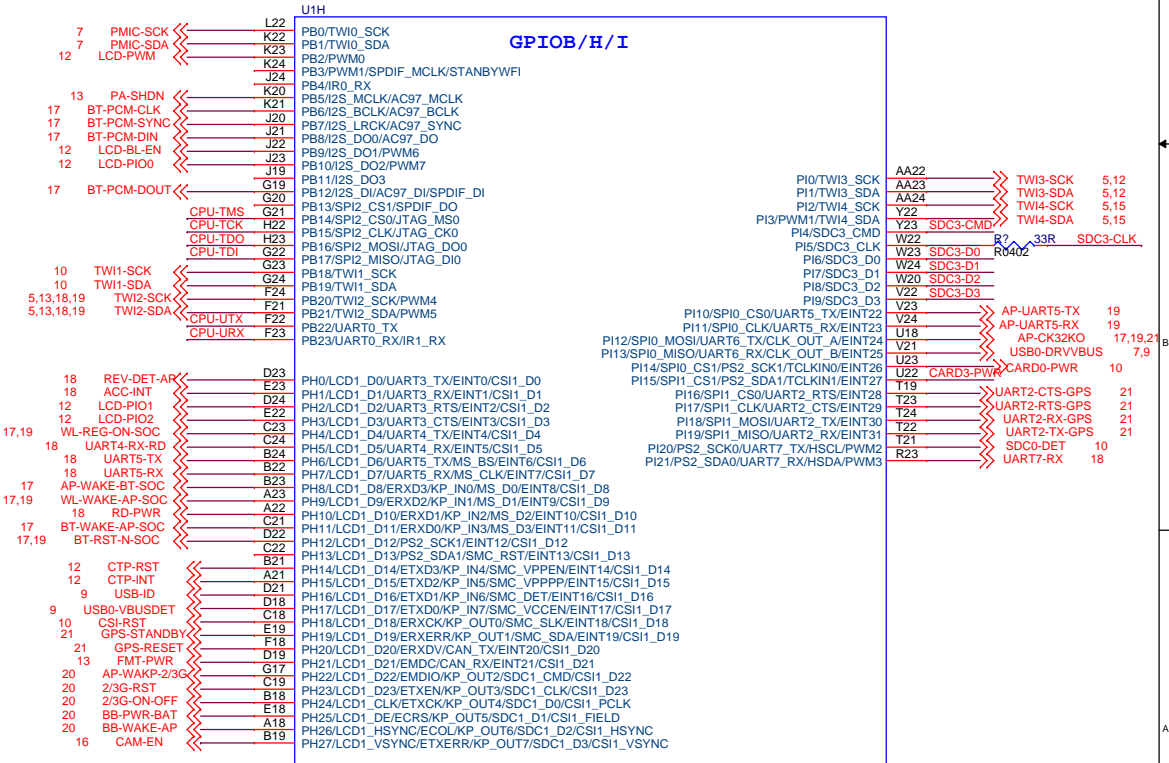 U1H
GPIOB/H/I
7 PMIC-SCK L22 PB0/TWI0_SCK
7 PMIC-SDA K22 PB1/TWI0_SDA
12 LCD-PWM K23 PB2/PWM0
K24 PB3/PWM1/SPDIF_MCLK/STANBYWFI
J24 PB4/IR0_RX
13 PA-SHDN K20 PB5/I2S_MCLK/AC97_MCLK
17 BT-PCM-CLK K21 PB6/I2S_BCLK/AC97_BCLK
17 BT-PCM-SYNC J20 PB7/I2S_LRCK/AC97_SYNC
17 BT-PCM-DIN J21 PB8/I2S_DO0/AC97_DO
12 LCD-BL-EN J22 PB9/I2S_DO1/PWM6
12 LCD-PIO0 J23 PB10/I2S_DO2/PWM7
J19 PB11/I2S_DO3
17 BT-PCM-DOUT G19 PB12/I2S_DI/AC97_DI/SPDIF_DI
G20 PB13/SPI2_CS1/SPDIF_DO
CPU-TMS G21 PB14/SPI2_CS0/JTAG_MS0
CPU-TCK H22 PB15/SPI2_CLK/JTAG_CK0
CPU-TDO H23 PB16/SPI2_MOSI/JTAG_DO0
CPU-TDI G22 PB17/SPI2_MISO/JTAG_DI0
10 TWI1-SCK G23 PB18/TWI1_SCK
10 TWI1-SDA G24 PB19/TWI1_SDA
5,13,18,19 TWI2-SCK F24 PB20/TWI2_SCK/PWM4
5,13,18,19 TWI2-SDA F21 PB21/TWI2_SDA/PWM5
CPU-UTX F22 PB22/UART0_TX
CPU-URX F23 PB23/UART0_RX/IR1_RX
18 REV-DET-AP D23 PH0/LCD1_D0/UART3_TX/EINT0/CSI1_D0
18 ACC-INT E23 PH1/LCD1_D1/UART3_RX/EINT1/CSI1_D1
12 LCD-PIO1 D24 PH2/LCD1_D2/UART3_RTS/EINT2/CSI1_D2
12 LCD-PIO2 E22 PH3/LCD1_D3/UART3_CTS/EINT3/CSI1_D3
17,19 WL-REG-ON-SOC C23 PH4/LCD1_D4/UART4_TX/EINT4/CSI1_D4
18 UART4-RX-RD C24 PH5/LCD1_D5/UART4_RX/EINT5/CSI1_D5
18 UART5-TX B24 PH6/LCD1_D6/UART5_TX/MS_BS/EINT6/CSI1_D6
18 UART5-RX B22 PH7/LCD1_D7/UART5_RX/MS_CLK/EINT7/CSI1_D7
17 AP-WAKE-BT-SOC B23 PH8/LCD1_D8/ERXD3/KP_IN0/MS_D0/EINT8/CSI1_D8
17,19 WL-WAKE-AP-SOC A23 PH9/LCD1_D9/ERXD2/KP_IN1/MS_D1/EINT9/CSI1_D9
18 RD-PWR A22 PH10/LCD1_D10/ERXD1/KP_IN2/MS_D2/EINT10/CSI1_D10
17 BT-WAKE-AP-SOC C21 PH11/LCD1_D11/ERXD0/KP_IN3/MS_D3/EINT11/CSI1_D11
17,19 BT-RST-N-SOC D22 PH12/LCD1_D12/PS2_SCK1/EINT12/CSI1_D12
C22 PH13/LCD1_D13/PS2_SDA1/SMC_RST/EINT13/CSI1_D13
12 CTP-RST B21 PH14/LCD1_D14/ETXD3/KP_IN4/SMC_VPPEN/EINT14/CSI1_D14
12 CTP-INT A21 PH15/LCD1_D15/ETXD2/KP_IN5/SMC_VPPPP/EINT15/CSI1_D15
9 USB-ID D21 PH16/LCD1_D16/ETXD1/KP_IN6/SMC_DET/EINT16/CSI1_D16
9 USB0-VBUSDET D18 PH17/LCD1_D17/ETXD0/KP_IN7/SMC_VCCEN/EINT17/CSI1_D17
10 CSI-RST C18 PH18/LCD1_D18/ERXCK/KP_OUT0/SMC_SLK/EINT18/CSI1_D18
21 GPS-STANDBY E19 PH19/LCD1_D19/ERXERR/KP_OUT1/SMC_SDA/EINT19/CSI1_D19
21 GPS-RESET F18 PH20/LCD1_D20/ERXDV/CAN_TX/EINT20/CSI1_D20
13 FMT-PWR D19 PH21/LCD1_D21/EMDC/CAN_RX/EINT21/CSI1_D21
20 AP-WAKP-2/3G G17 PH22/LCD1_D22/EMDIO/KP_OUT2/SDC1_CMD/CSI1_D22
20 2/3G-RST C19 PH23/LCD1_D23/ETXEN/KP_OUT3/SDC1_CLK/CSI1_D23
20 2/3G-ON-OFF B18 PH24/LCD1_CLK/ETXCK/KP_OUT4/SDC1_D0/CSI1_PCLK
20 BB-PWR-BAT E18 PH25/LCD1_DE/ECRS/KP_OUT5/SDC1_D1/CSI1_FIELD
20 BB-WAKE-AP A18 PH26/LCD1_HSYNC/ECOL/KP_OUT6/SDC1_D2/CSI1_HSYNC
16 CAM-EN B19 PH27/LCD1_VSYNC/ETXERR/KP_OUT7/SDC1_D3/CSI1_VSYNC
PI0/TWI3_SCK AA22 TWI3-SCK 5,12
PI1/TWI3_SDA AA23 TWI3-SDA 5,12
PI2/TWI4_SCK AA24 TWI4-SCK 5,15
PI3/PWM1/TWI4_SDA Y22 TWI4-SDA 5,15
PI4/SDC3_CMD Y23 SDC3-CMD
PI5/SDC3_CLK W22 R? 33R SDC3-CLK
R0402
PI6/SDC3_D0 W23 SDC3-D0
PI7/SDC3_D1 W24 SDC3-D1
PI8/SDC3_D2 W20 SDC3-D2
PI9/SDC3_D3 V22 SDC3-D3
PI10/SPI0_CS0/UART5_TX/EINT22 V23 AP-UART5-TX 19
PI11/SPI0_CLK/UART5_RX/EINT23 V24 AP-UART5-RX 19
PI12/SPI0_MOSI/UART6_TX/CLK_OUT_A/EINT24 U18 AP-CK32KO 17,19,21
PI13/SPI0_MISO/UART6_RX/CLK_OUT_B/EINT25 V21 USB0-DRVVBUS 7,9
PI14/SPI0_CS1/PS2_SCK1/TCLKIN0/EINT26 U23 CARD0-PWR 10
PI15/SPI1_CS1/PS2_SDA1/TCLKIN1/EINT27 U22 CARD3-PWR
PI16/SPI1_CS0/UART2_RTS/EINT28 T19 UART2-CTS-GPS 21
PI17/SPI1_CLK/UART2_CTS/EINT29 T23 UART2-RTS-GPS 21
PI18/SPI1_MOSI/UART2_TX/EINT30 T24 UART2-RX-GPS 21
PI19/SPI1_MISO/UART2_RX/EINT31 T22 UART2-TX-GPS 21
PI20/PS2_SCK0/UART7_TX/HSCL/PWM2 T21 SDC0-DET 10
PI21/PS2_SDA0/UART7_RX/HSDA/PWM3 R23 UART7-RX 18
B
A